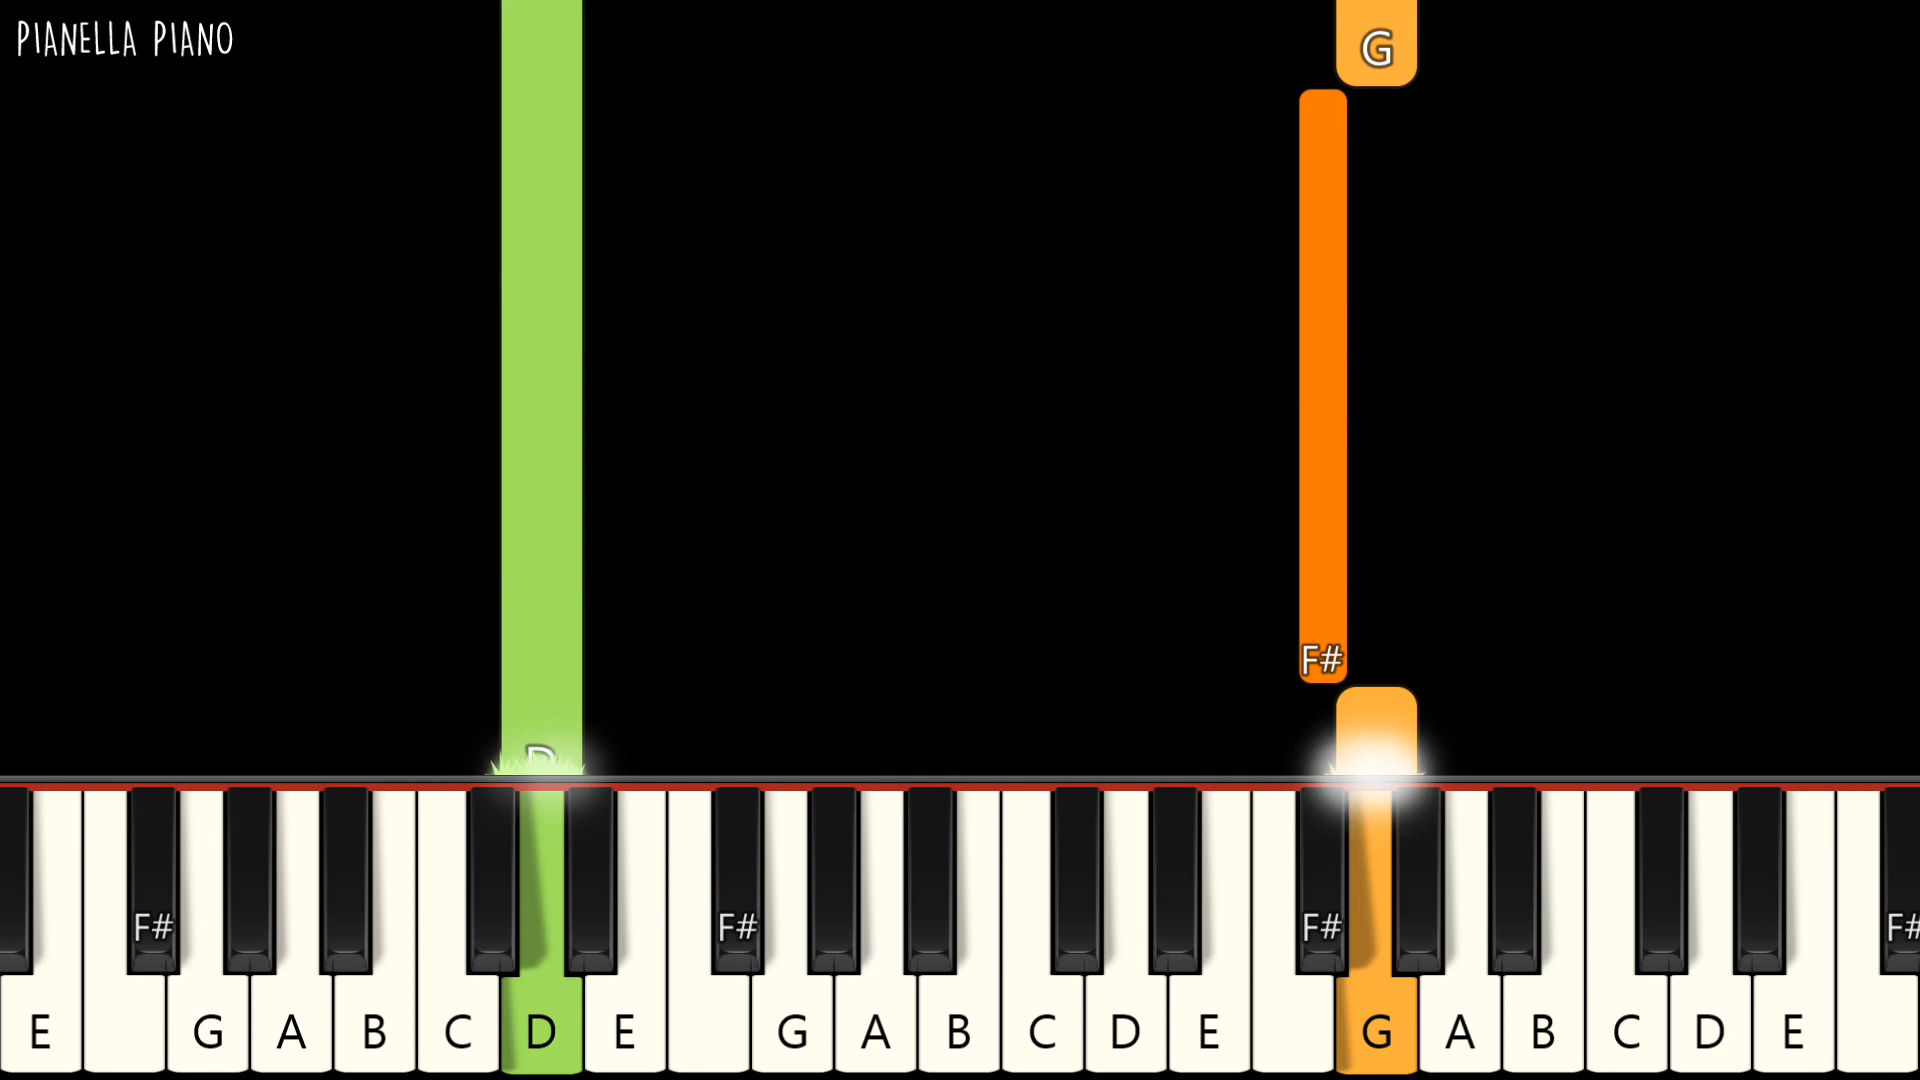 PIANELLA PIANO
G
F#
D
F# F# F# F#
E G A B C D E G A B C D E G A B C D E